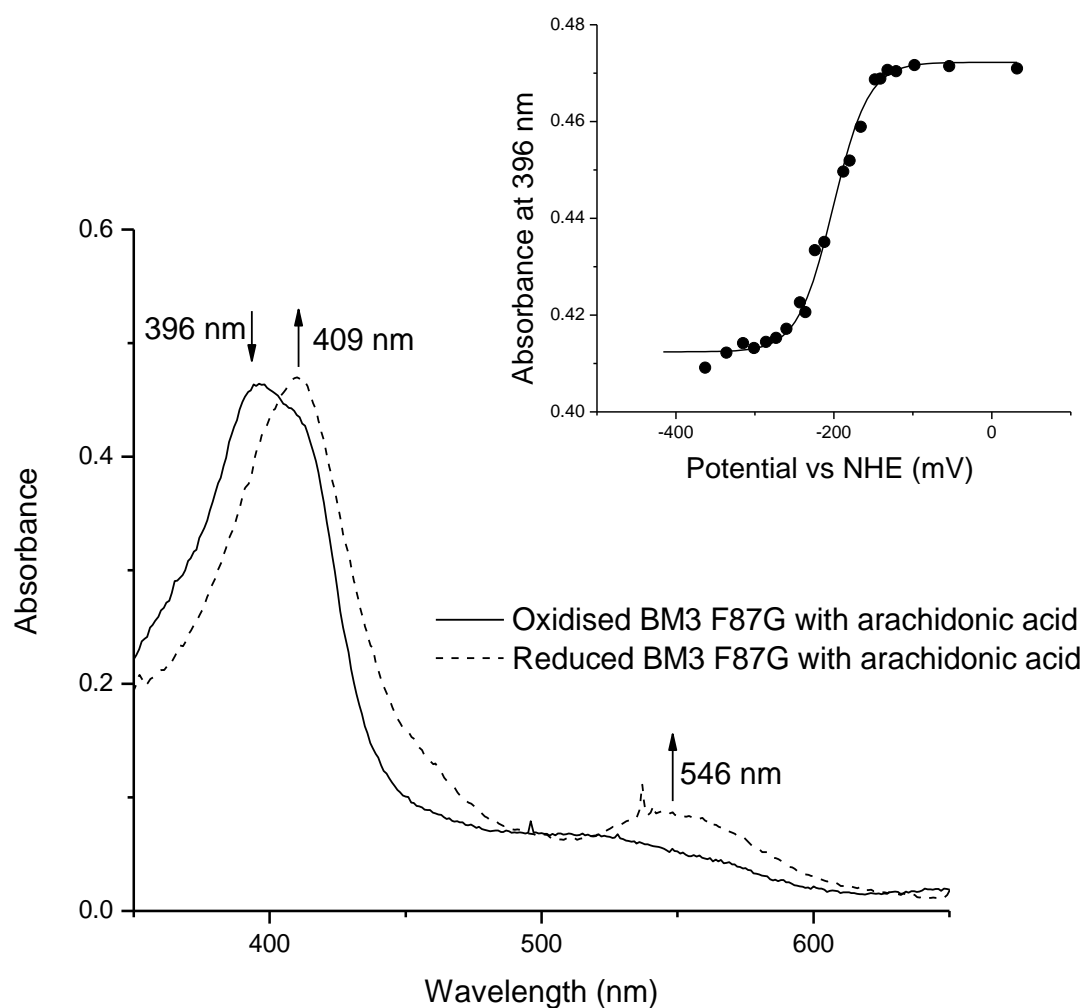 0.48
0.46
0.44
0.42
0.40
Absorbance at 396 nm
-400
-200
0
Potential vs NHE (mV)
0.6
0.4
0.2
0.0
Absorbance
396 nm
409 nm
Oxidised BM3 F87G with arachidonic acid
Reduced BM3 F87G with arachidonic acid
546 nm
400
500
600
Wavelength (nm)